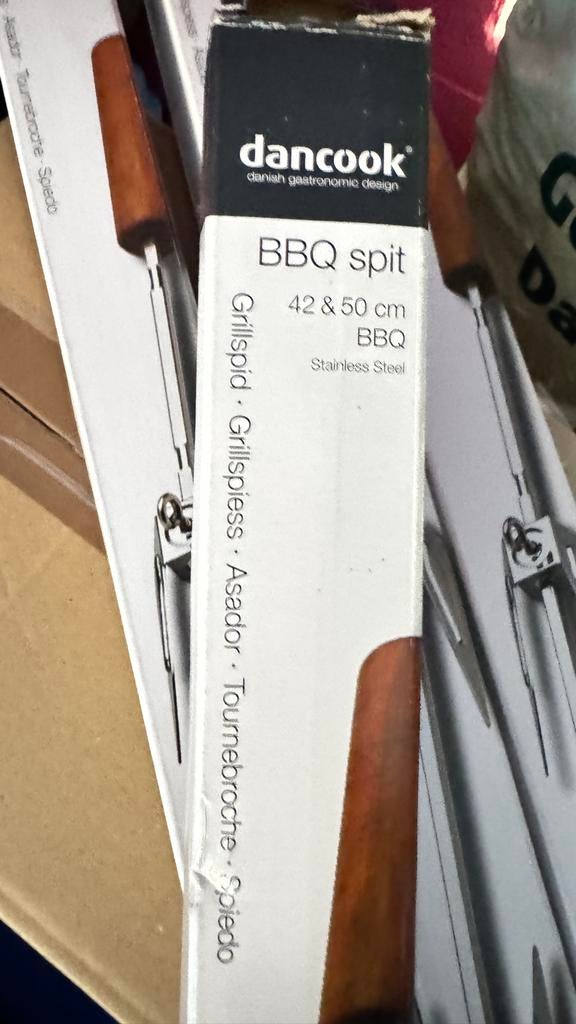 dancook®
danish gastronomic design
BBQ spit
42 & 50 cm
BBQ
Stainless Steel
Grillspid · Grillspiess · Asador · Tournebroche · Spiedo
Asador · Tournebroche · Spiedo